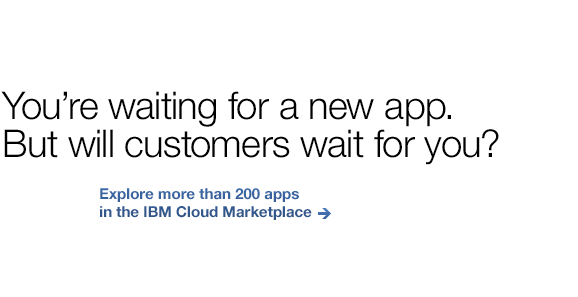 You’re waiting for a new app.
But will customers wait for you?
Explore more than 200 apps
in the IBM Cloud Marketplace →